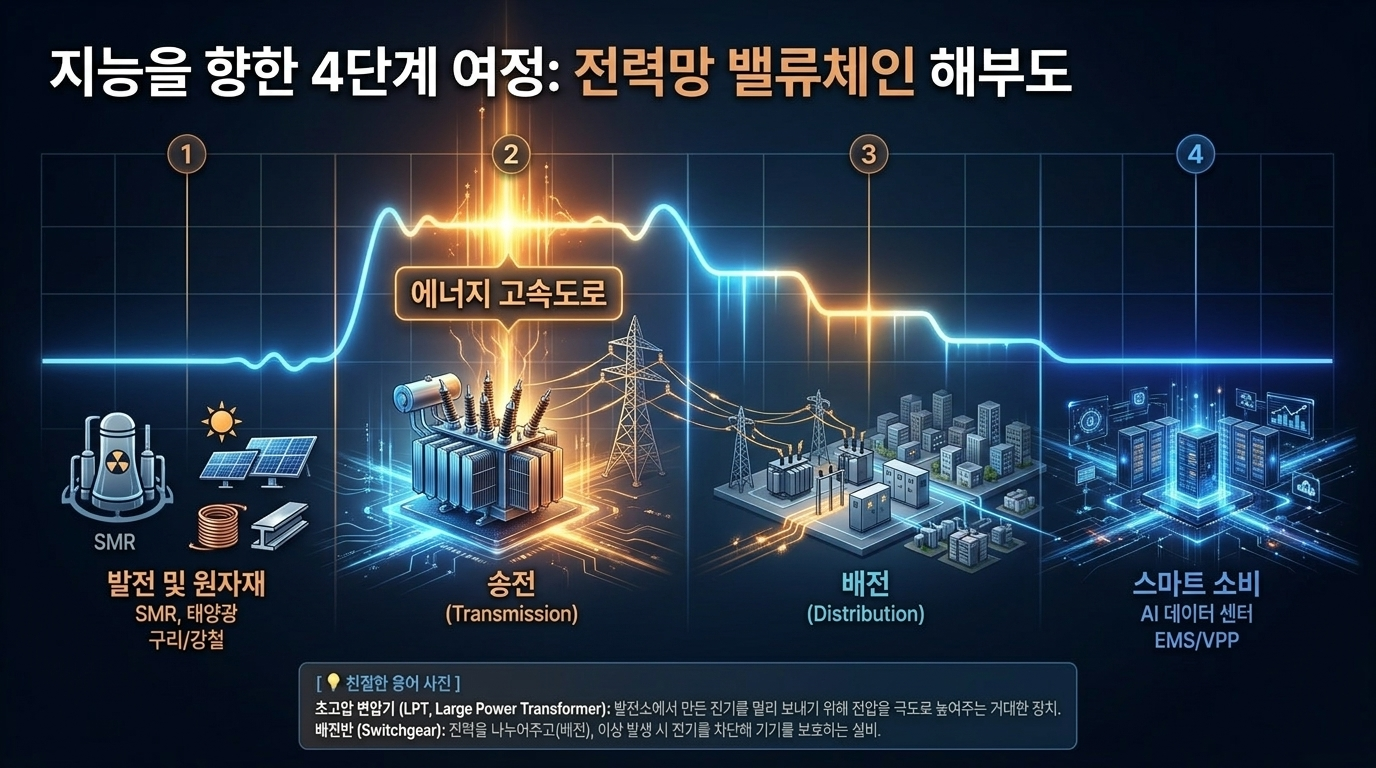 지능을 향한 4단계 여정: 전력망 밸류체인 해부도
1
2
3
4
에너지 고속도로
SMR
발전 및 원자재
SMR, 태양광
구리/강철
송전
(Transmission)
배전
(Distribution)
스마트 소비
AI 데이터 센터
EMS/VPP
[ 💡 친절한 응어 사진 ]
초고압 변압기 (LPT, Large Power Transformer): 발전소에서 만든 진기를 멀리 보내기 위해 전압을 극도로 높여주는 거대한 장치.
배진반 (Switchgear): 진력을 나누어주고(배전), 이상 발생 시 진기를 차단해 기기를 보호하는 실비.